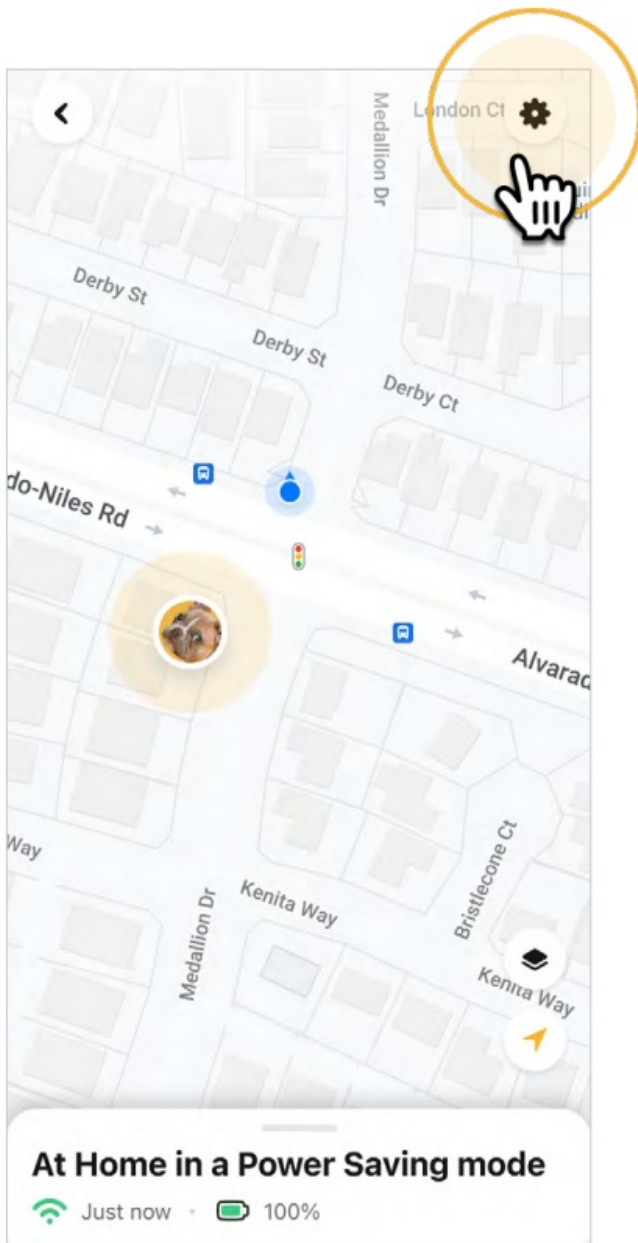 London Ct
Medallion Dr
Derby St
Derby St
Derby Ct
do-Niles Rd
Alvarad
Way
Kenita Way
Bristlecone Ct
Medallion Dr
Kenita Way
At Home in a Power Saving mode
Just now · 100%